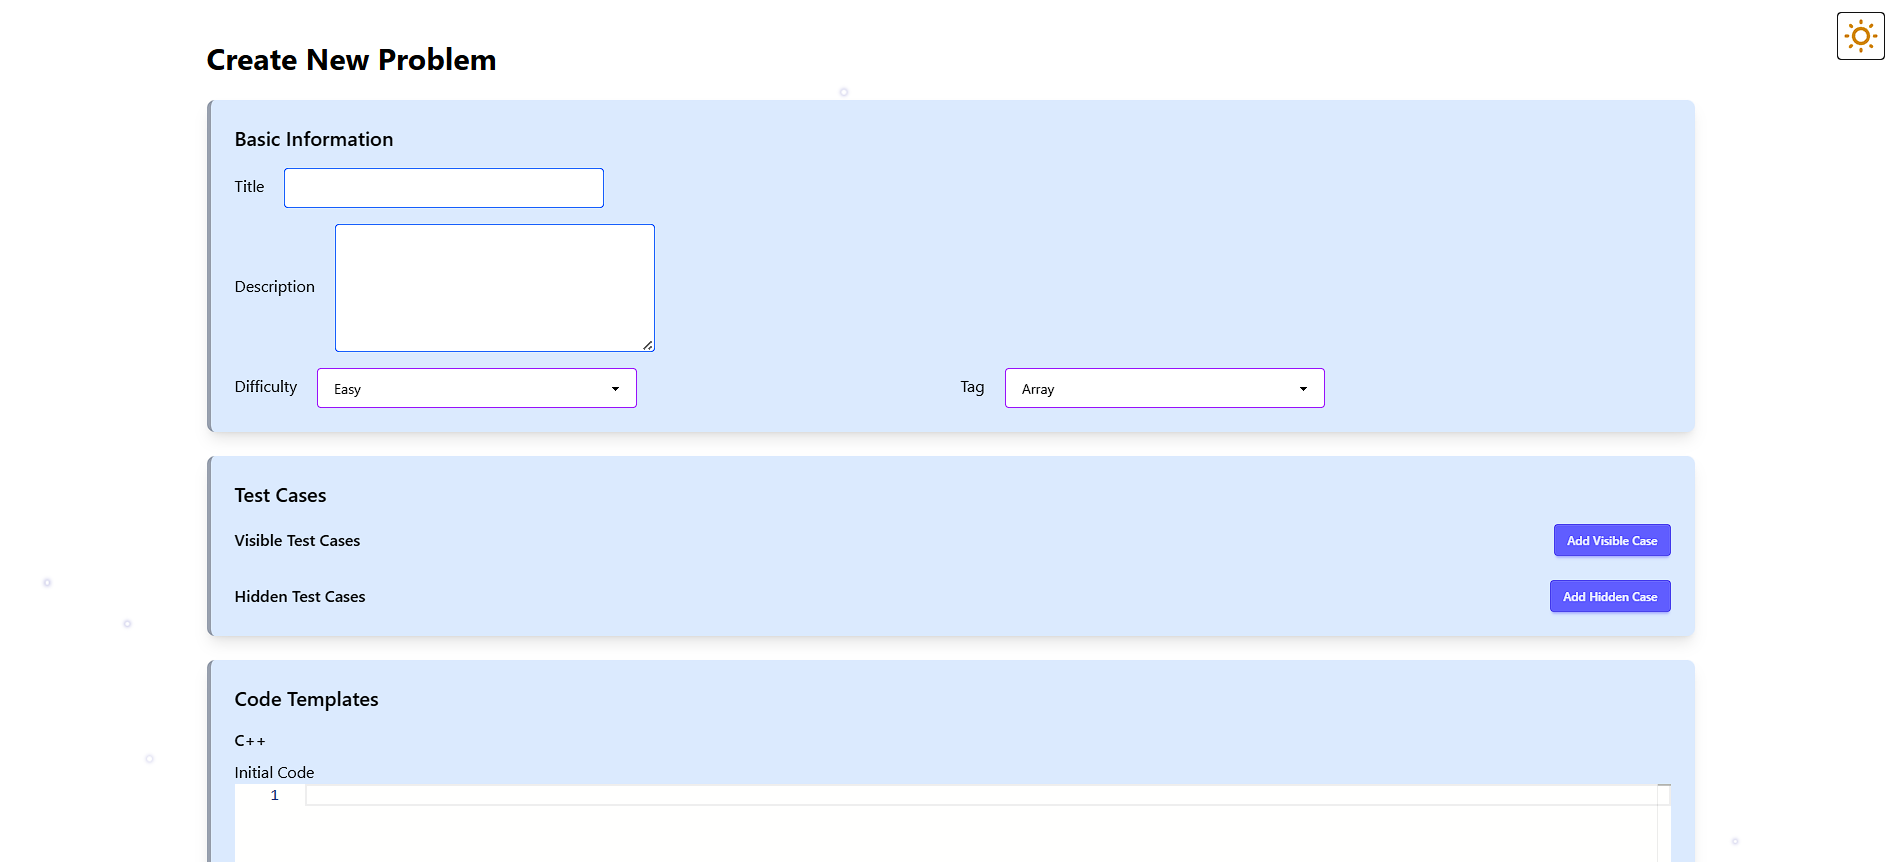 Create New Problem
Basic Information
Title
Description
Difficulty Easy Tag Array
Test Cases
Visible Test Cases Add Visible Case
Hidden Test Cases Add Hidden Case
Code Templates
C++
Initial Code
1